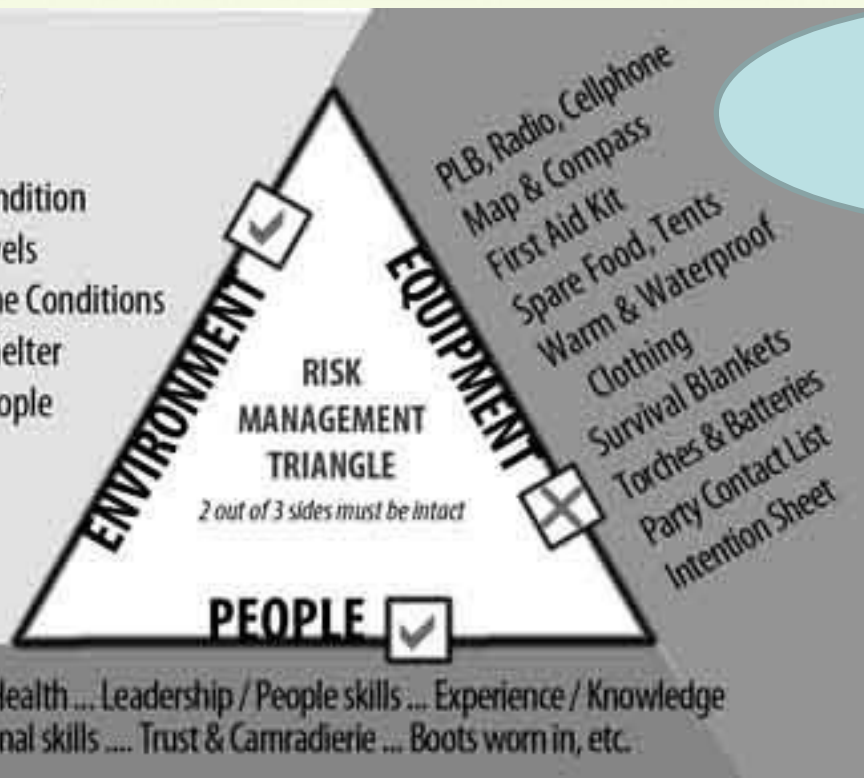 ndition
vels
ne Conditions
elter
ople
ENVIRONMENT
EQUIPMENT
RISK
MANAGEMENT
TRIANGLE
2 out of 3 sides must be intact
PEOPLE
PLB, Radio, Cellphone
Map & Compass
First Aid Kit
Spare Food, Tents
Warm & Waterproof
Clothing
Survival Blankets
Torches & Batteries
Party Contact List
Intention Sheet
Health ... Leadership / People skills ... Experience / Knowledge
nal skills .... Trust & Camradierie ... Boots worn in, etc.